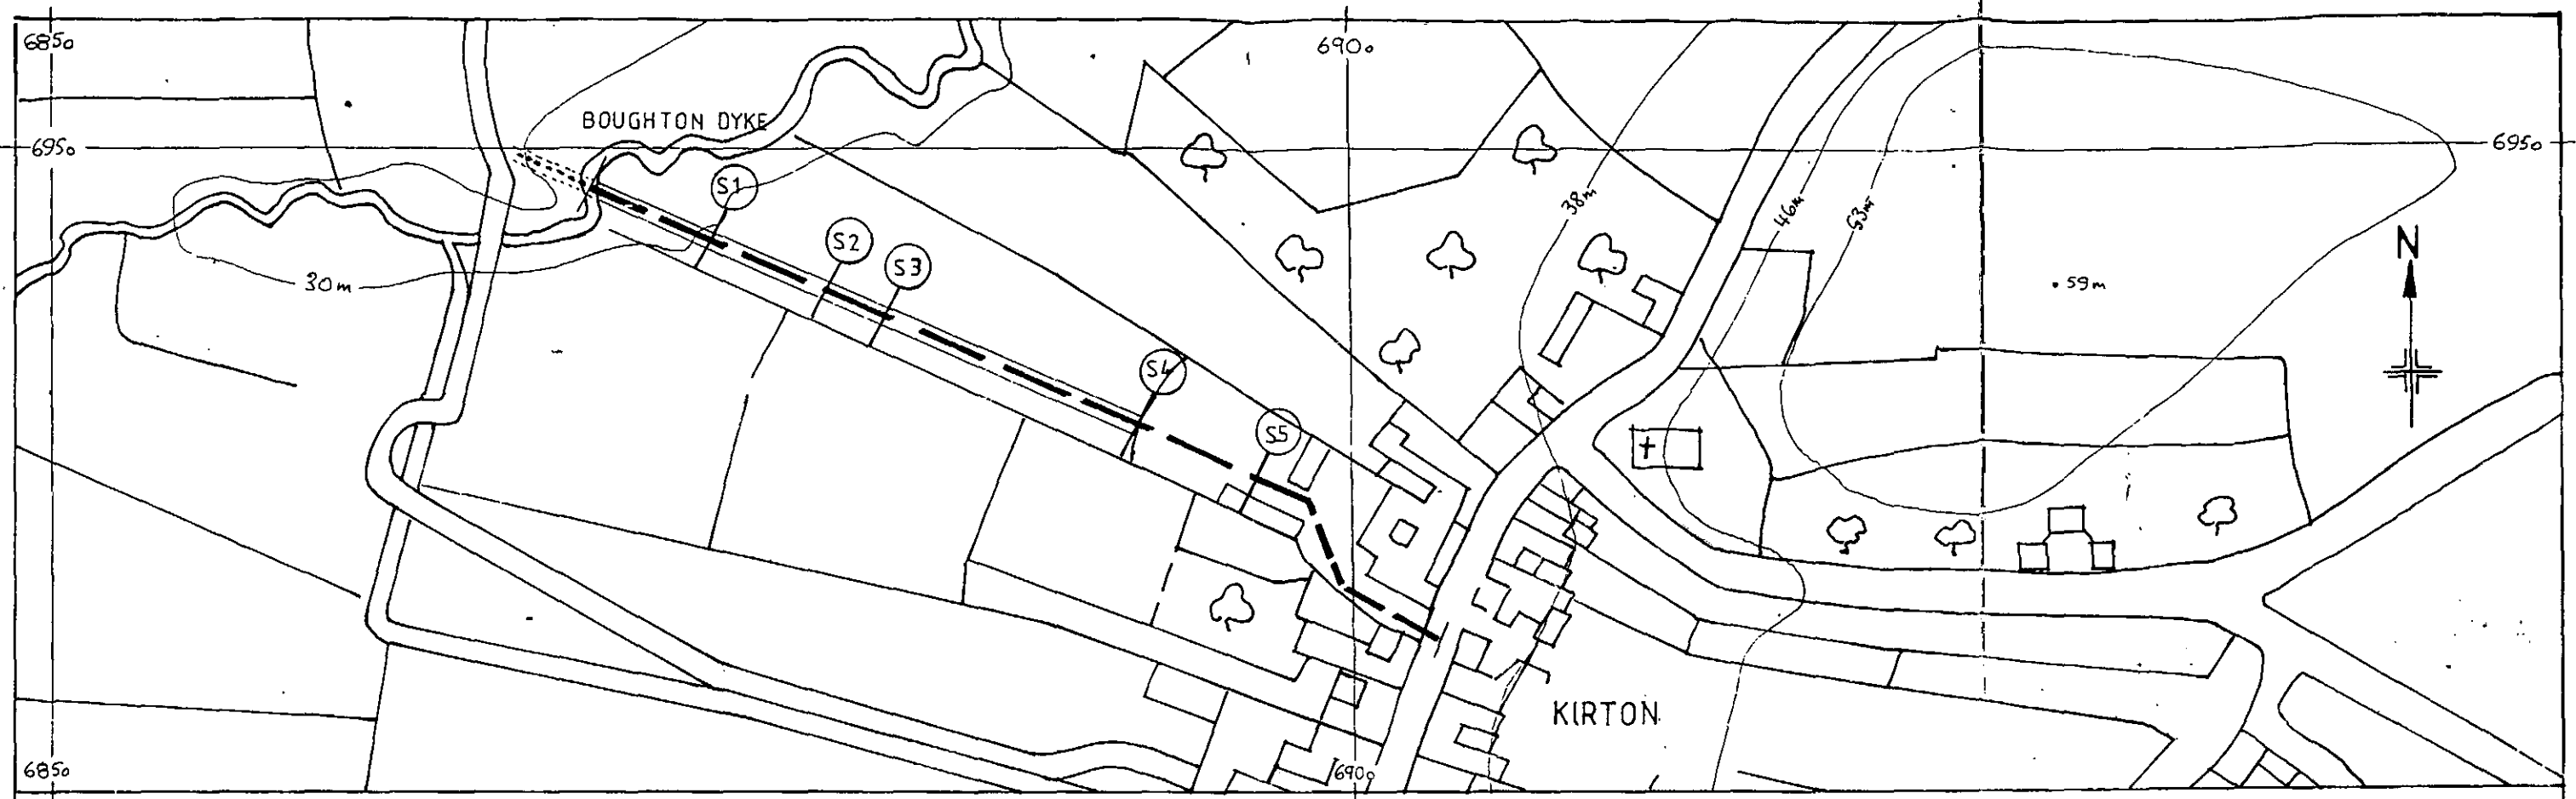 6850
6900
BOUGHTON DYKE
6950
6950
S1
38m
46m
53m
S2
N
S3
30m
59m
S4
S5
KIRTON
6850
6900